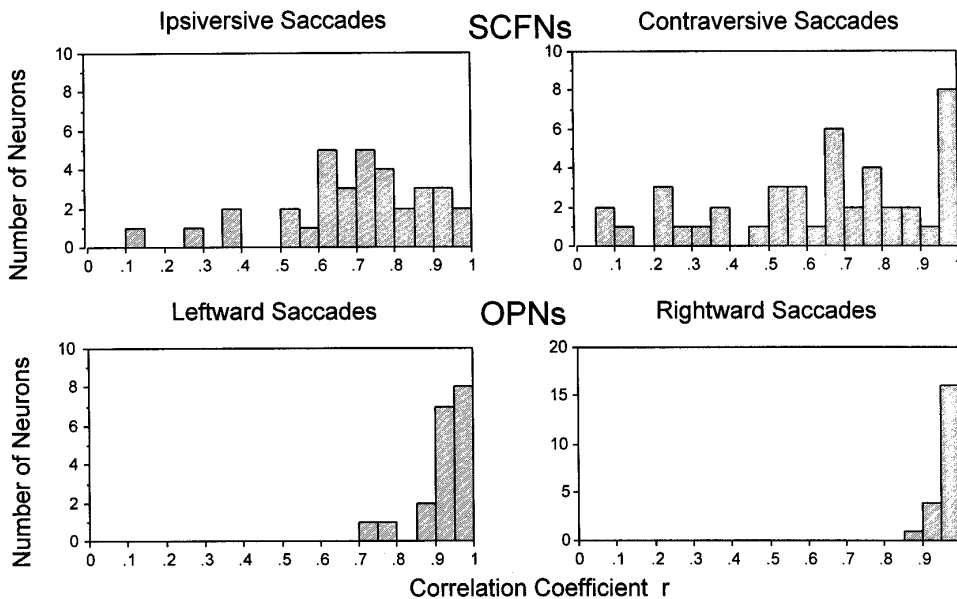 Ipsiversive Saccades
SCFNs
Contraversive Saccades
Number of Neurons
10
8
6
4
2
0
0 .1 .2 .3 .4 .5 .6 .7 .8 .9 1
10
8
6
4
2
0
0 .1 .2 .3 .4 .5 .6 .7 .8 .9 1
Leftward Saccades
OPNs
Rightward Saccades
Number of Neurons
10
8
6
4
2
0
0 .1 .2 .3 .4 .5 .6 .7 .8 .9 1
20
15
10
5
0
0 .1 .2 .3 .4 .5 .6 .7 .8 .9 1
Correlation Coefficient r